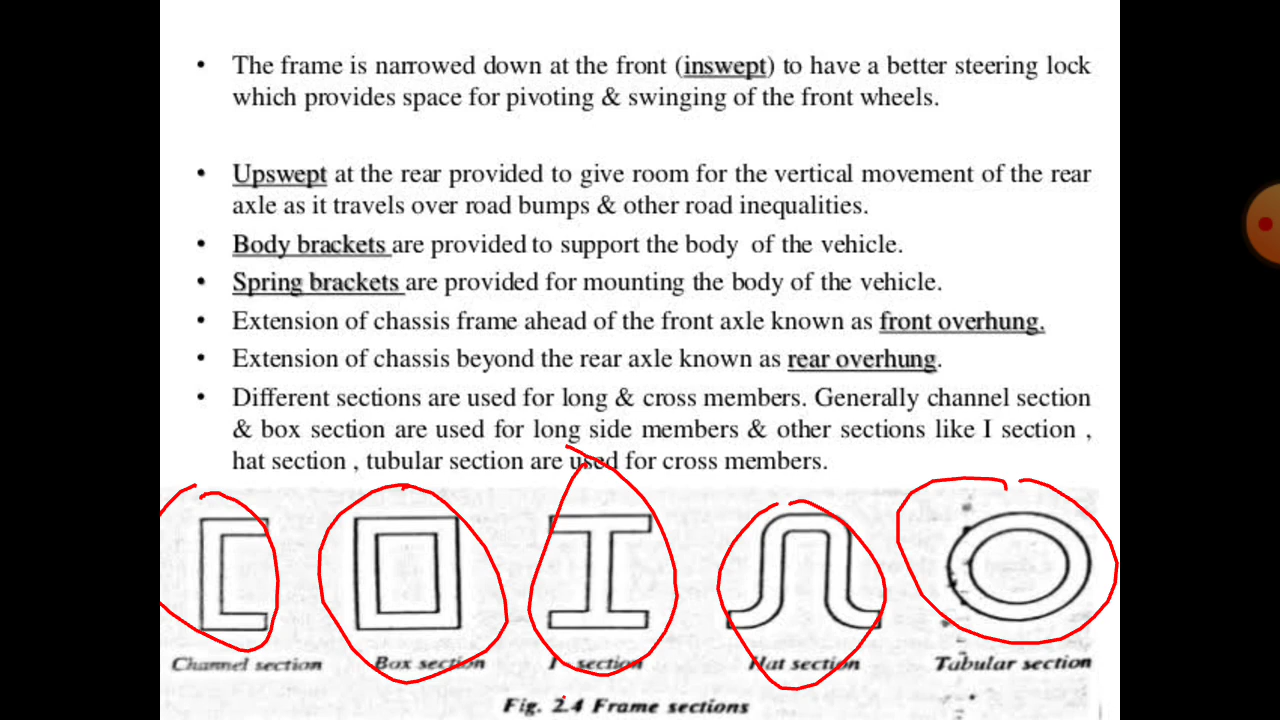 • The frame is narrowed down at the front (inswept) to have a better steering lock
which provides space for pivoting & swinging of the front wheels.
• Upswept at the rear provided to give room for the vertical movement of the rear
axle as it travels over road bumps & other road inequalities.
• Body brackets are provided to support the body of the vehicle.
• Spring brackets are provided for mounting the body of the vehicle.
• Extension of chassis frame ahead of the front axle known as front overhung.
• Extension of chassis beyond the rear axle known as rear overhung.
• Different sections are used for long & cross members. Generally channel section
& box section are used for long side members & other sections like I section ,
hat section , tubular section are used for cross members.
Channel section Box section I - section Hat section Tabular section
Fig. 2.4 Frame sections